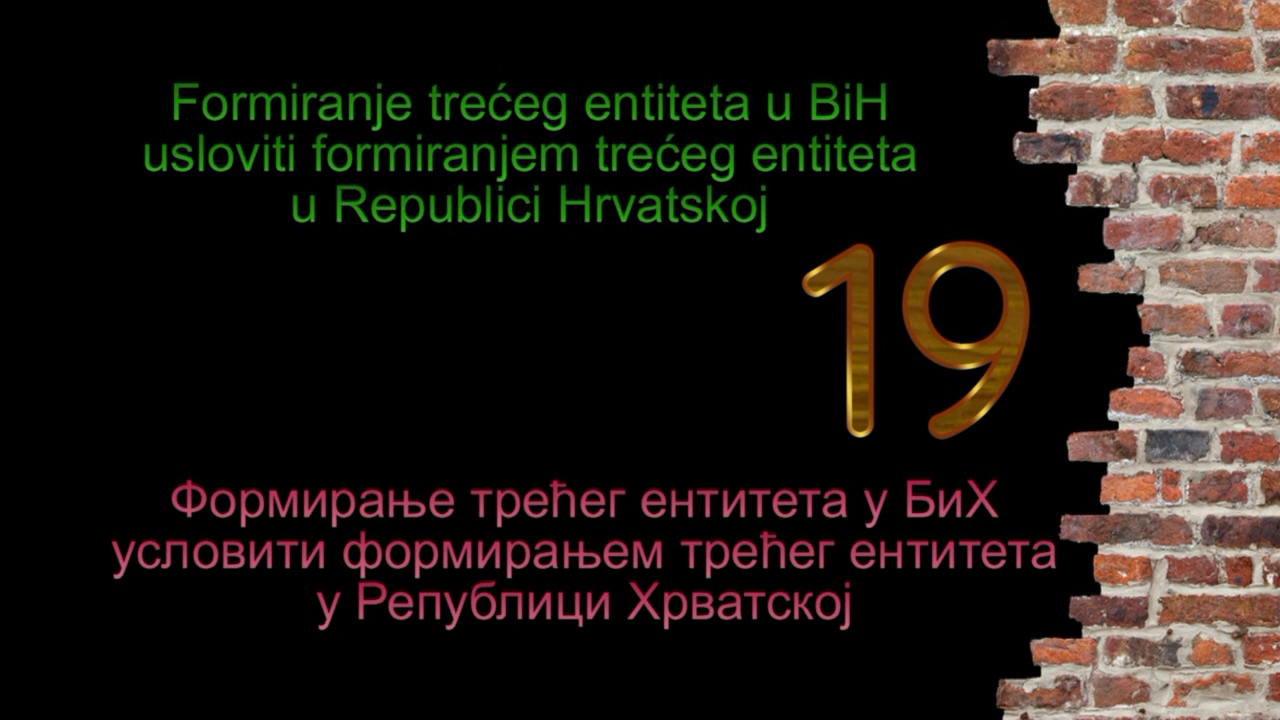 Formiranje trećeg entiteta u BiH
usloviti formiranjem trećeg entiteta
u Republici Hrvatskoj
19
Формирање трећег ентитета у БиХ
условити формирањем трећег ентитета
у Републици Хрватској